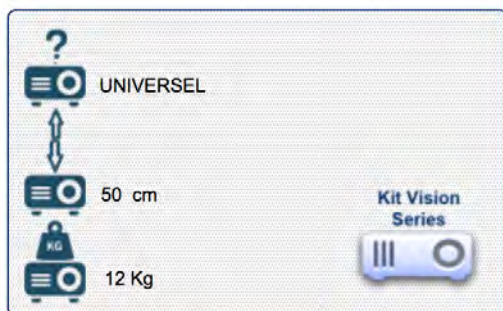 ?
UNIVERSEL
50 cm
Kit Vision
Series
KG
12 Kg